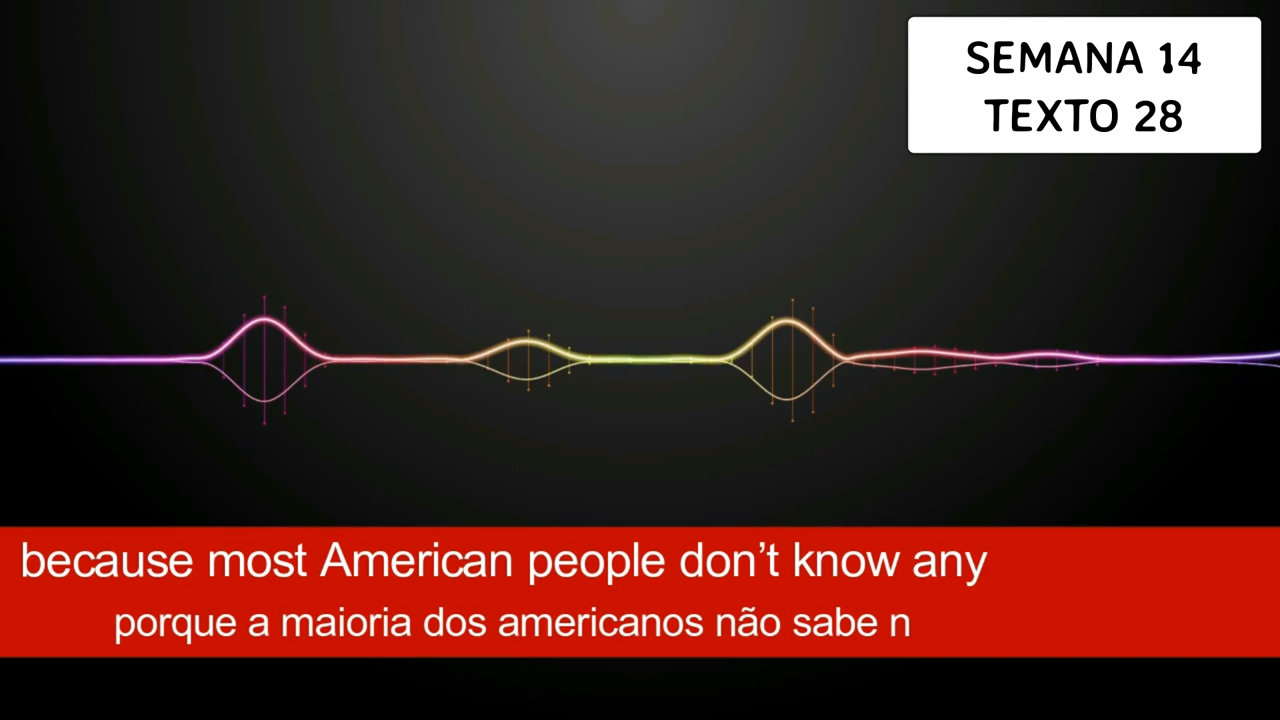 SEMANA 14
TEXTO 28
because most American people don’t know any
porque a maioria dos americanos não sabe n